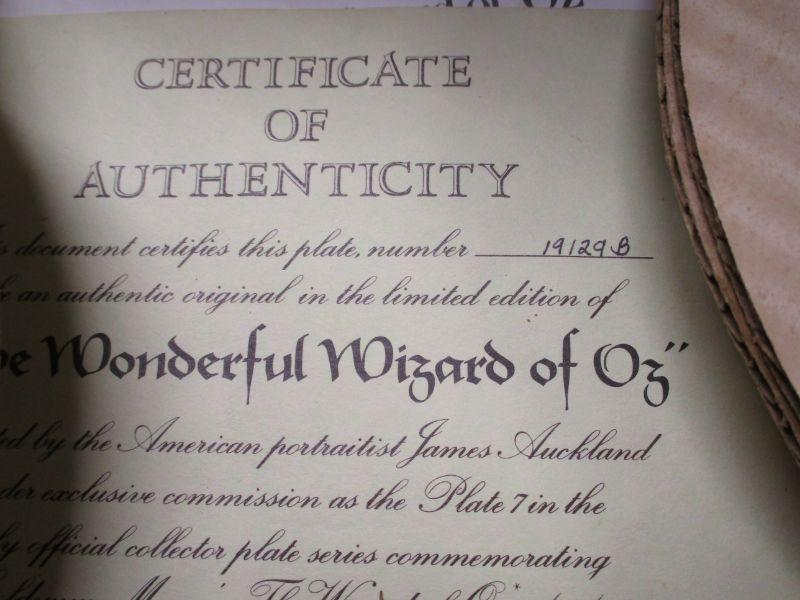 of Oz
CERTIFICATE
OF
AUTHENTICITY
document certifies this plate, number 19129B
an authentic original in the limited edition of
Wonderful Wizard of Oz"
by the American portraitist James Auckland
exclusive commission as the Plate 7 in the
official collector plate series commemorating